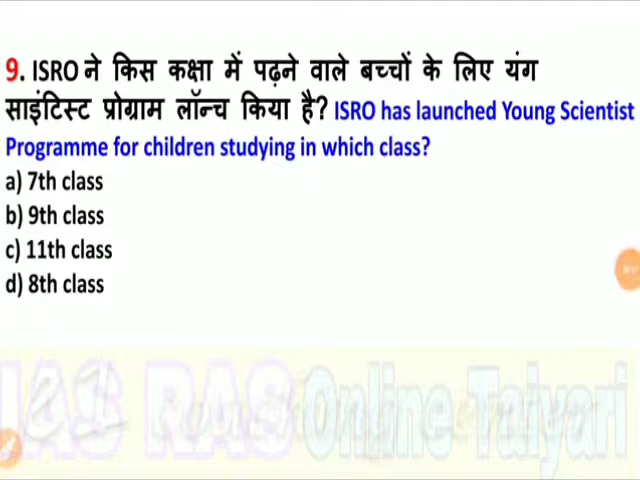 9. ISRO ने किस कक्षा में पढ़ने वाले बच्चों के लिए यंग
साइंटिस्ट प्रोग्राम लॉन्च किया है? ISRO has launched Young Scientist
Programme for children studying in which class?
a) 7th class
b) 9th class
c) 11th class
d) 8th class
IAS RAS Online Taiyari